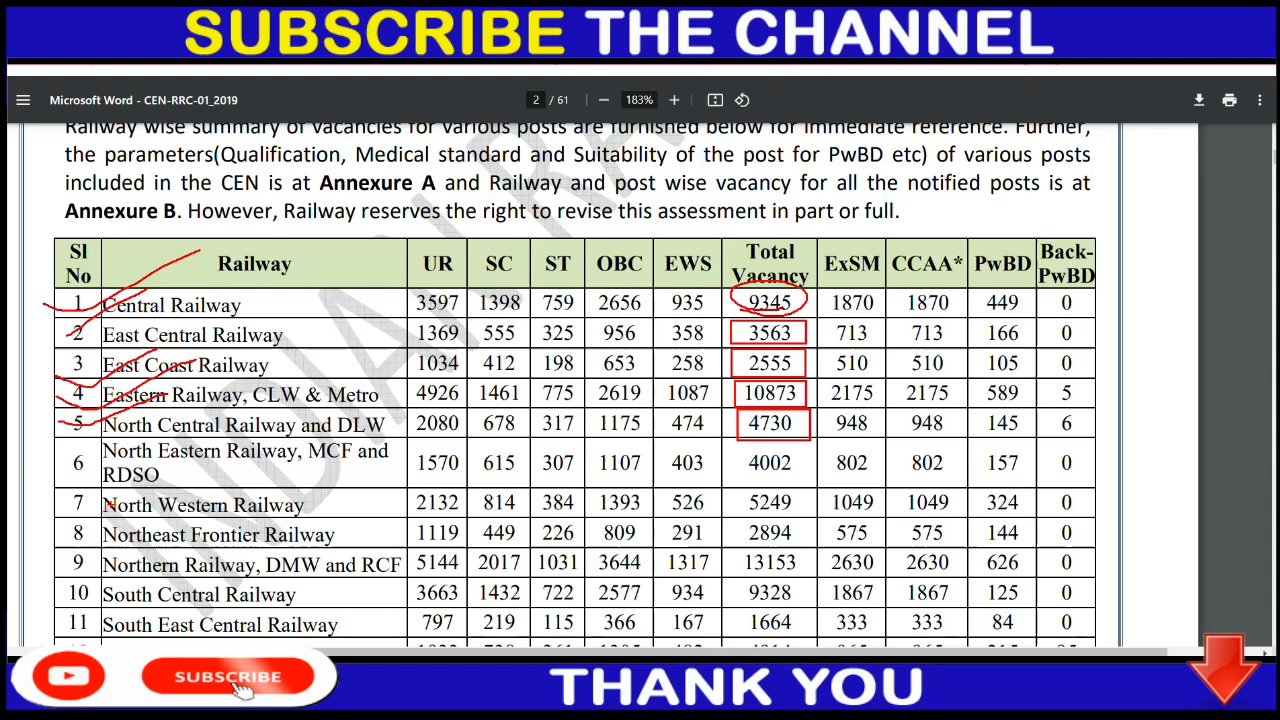 SUBSCRIBE THE CHANNEL
Microsoft Word - CEN-RRC-01_2019
2 / 61
183%
Railway wise summary of vacancies for various posts are furnished below for immediate reference. Further,
the parameters(Qualification, Medical standard and Suitability of the post for PwBD etc) of various posts
included in the CEN is at Annexure A and Railway and post wise vacancy for all the notified posts is at
Annexure B. However, Railway reserves the right to revise this assessment in part or full.
Sl No Railway UR SC ST OBC EWS Total Vacancy ExSM CCAA* PwBD Back-PwBD
1 Central Railway 3597 1398 759 2656 935 9345 1870 1870 449 0
2 East Central Railway 1369 555 325 956 358 3563 713 713 166 0
3 East Coast Railway 1034 412 198 653 258 2555 510 510 105 0
4 Eastern Railway, CLW & Metro 4926 1461 775 2619 1087 10873 2175 2175 589 5
5 North Central Railway and DLW 2080 678 317 1175 474 4730 948 948 145 6
6 North Eastern Railway, MCF and RDSO 1570 615 307 1107 403 4002 802 802 157 0
7 North Western Railway 2132 814 384 1393 526 5249 1049 1049 324 0
8 Northeast Frontier Railway 1119 449 226 809 291 2894 575 575 144 0
9 Northern Railway, DMW and RCF 5144 2017 1031 3644 1317 13153 2630 2630 626 0
10 South Central Railway 3663 1432 722 2577 934 9328 1867 1867 125 0
11 South East Central Railway 797 219 115 366 167 1664 333 333 84 0
INDIAN RA
SUBSCRIBE
THANK YOU